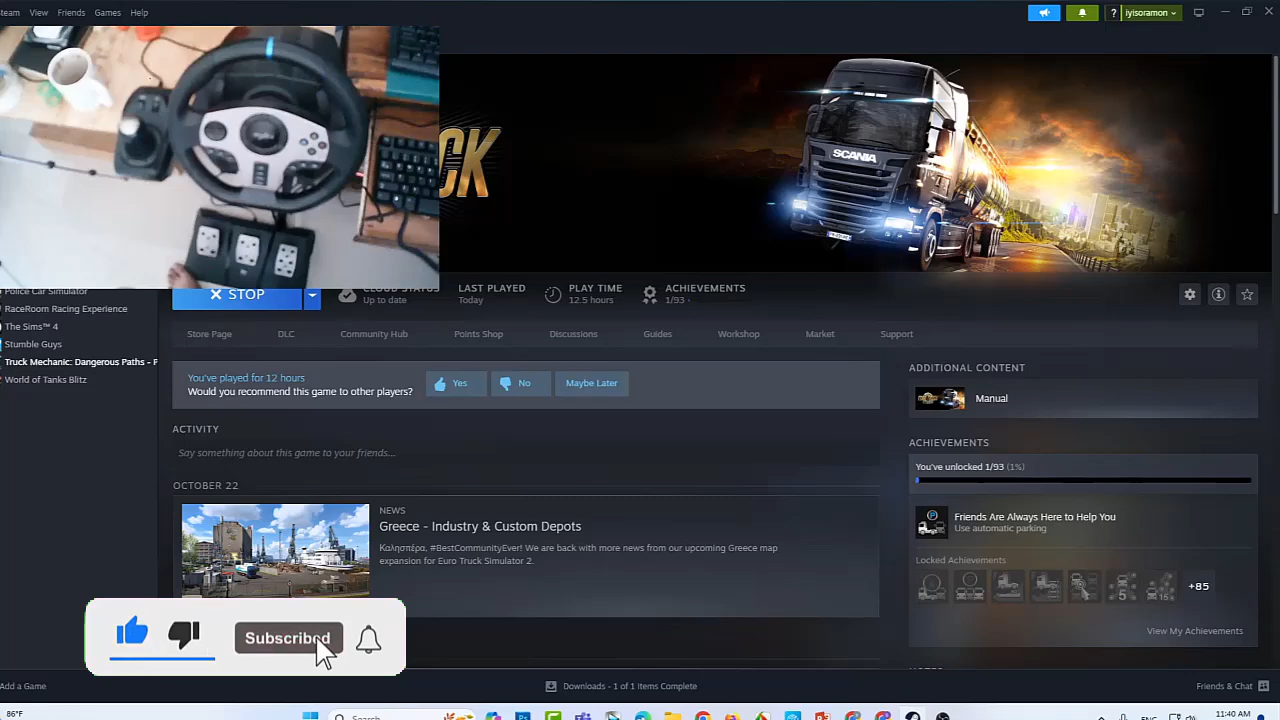 Steam View Friends Games Help
? iyisoramon
CK
SCANIA
STOP
CLOUD STATUS
Up to date
LAST PLAYED
Today
PLAY TIME
12.5 hours
ACHIEVEMENTS
1/93
Police Car Simulator
RaceRoom Racing Experience
The Sims™ 4
Stumble Guys
Truck Mechanic: Dangerous Paths - P
World of Tanks Blitz
Store Page DLC Community Hub Points Shop Discussions Guides Workshop Market Support
You've played for 12 hours
Would you recommend this game to other players?
Yes No Maybe Later
ADDITIONAL CONTENT
Manual
ACTIVITY
Say something about this game to your friends...
ACHIEVEMENTS
You've unlocked 1/93 (1%)
OCTOBER 22
NEWS
Greece - Industry & Custom Depots
Καλησπέρα, #BestCommunityEver! We are back with more news from our upcoming Greece map
expansion for Euro Truck Simulator 2.
Friends Are Always Here to Help You
Use automatic parking
Locked Achievements
5 15 +85
View My Achievements
Subscribed
Add a Game
Downloads - 1 of 1 Items Complete
Friends & Chat
86°F
Search
ENG
11:40 AM